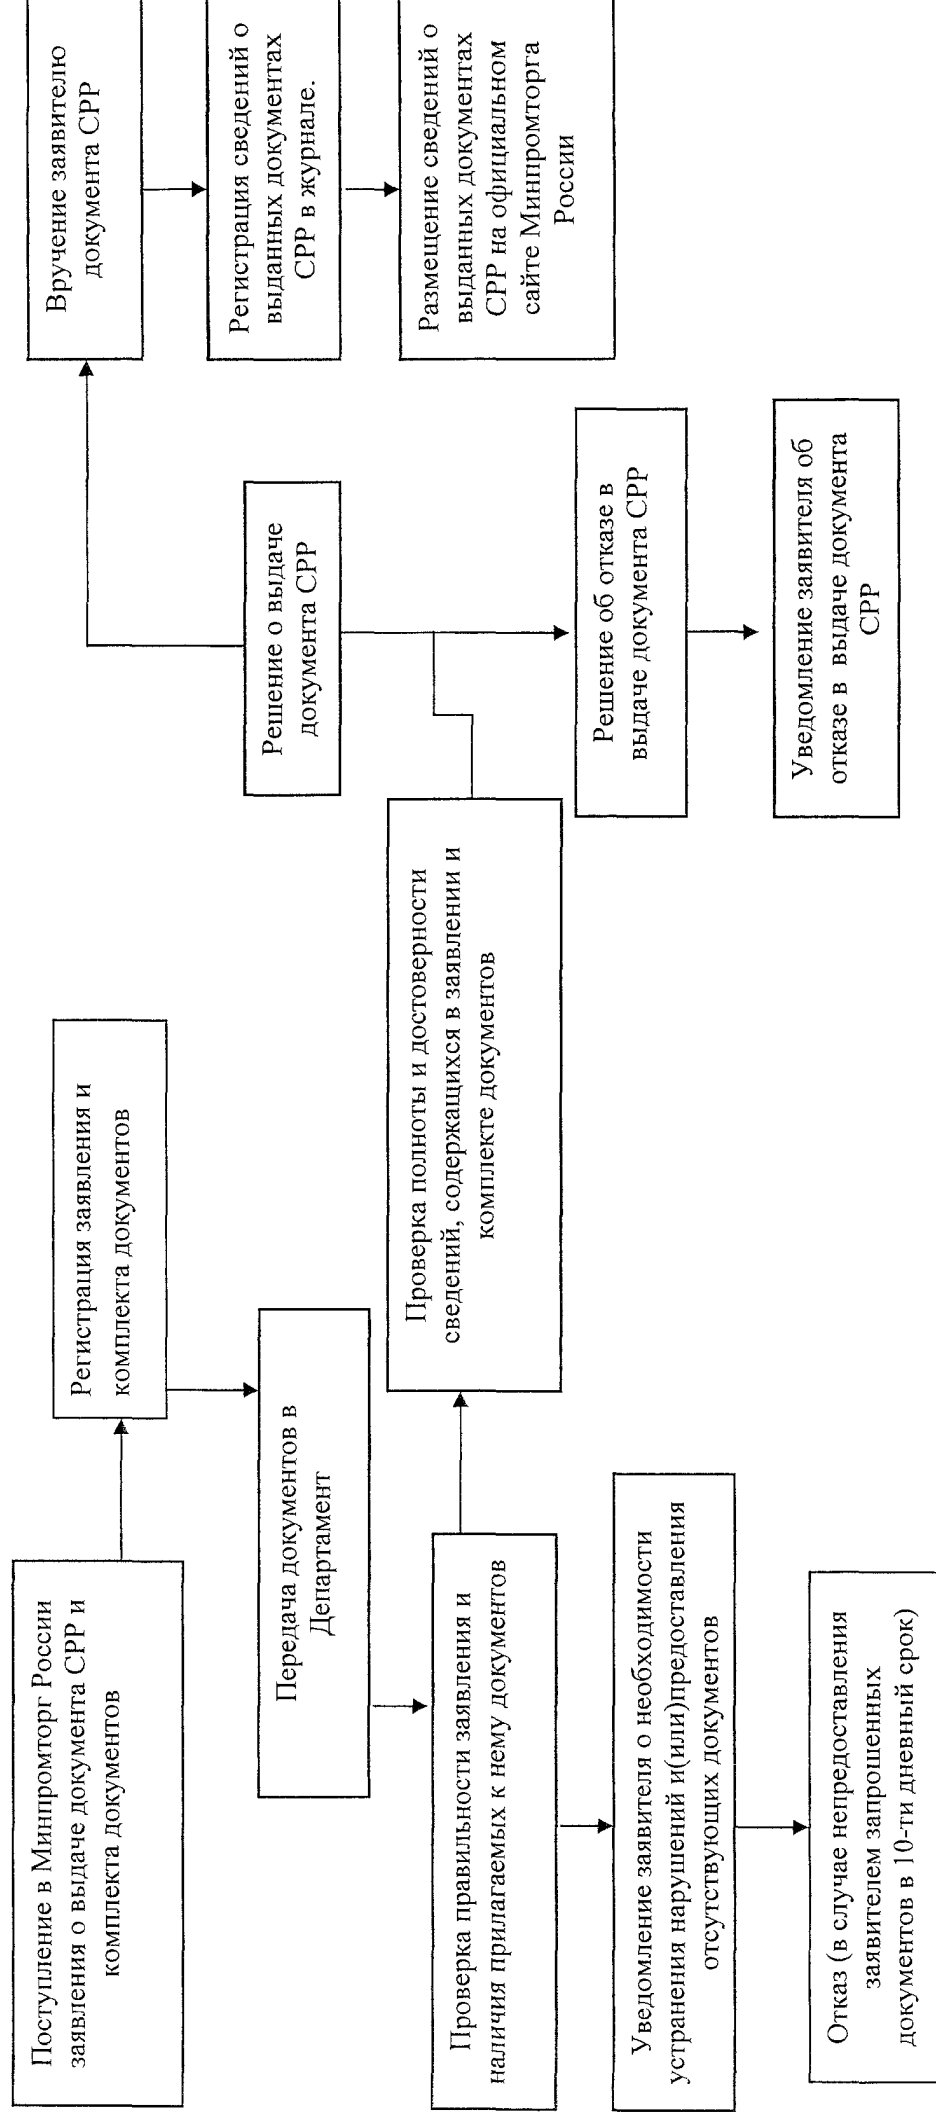 Поступление в Минпромторг России
заявления о выдаче документа СРР и
комплекта документов
Регистрация заявления и
комплекта документов
Передача документов в
Департамент
Проверка правильности заявления и
наличия прилагаемых к нему документов
Уведомление заявителя о необходимости
устранения нарушений и(или)предоставления
отсутствующих документов
Отказ (в случае непредоставления
заявителем запрошенных
документов в 10-ти дневный срок)
Проверка полноты и достоверности
сведений, содержащихся в заявлении и
комплекте документов
Решение о выдаче
документа СРР
Решение об отказе в
выдаче документа СРР
Уведомление заявителя об
отказе в выдаче документа
СРР
Вручение заявителю
документа СРР
Регистрация сведений о
выданных документах
СРР в журнале.
Размещение сведений о
выданных документах
СРР на официальном
сайте Минпромторга
России